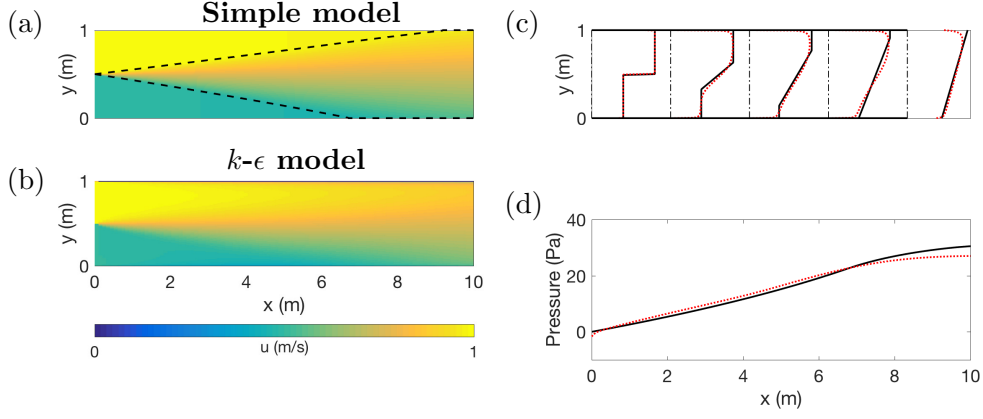 (a)
Simple model
1
y (m)
0
(b)
k-ϵ model
1
y (m)
0
0 2 4 6 8 10
x (m)
0 1
u (m/s)
(c)
1
y (m)
0
(d)
40
20
0
Pressure (Pa)
0 2 4 6 8 10
x (m)